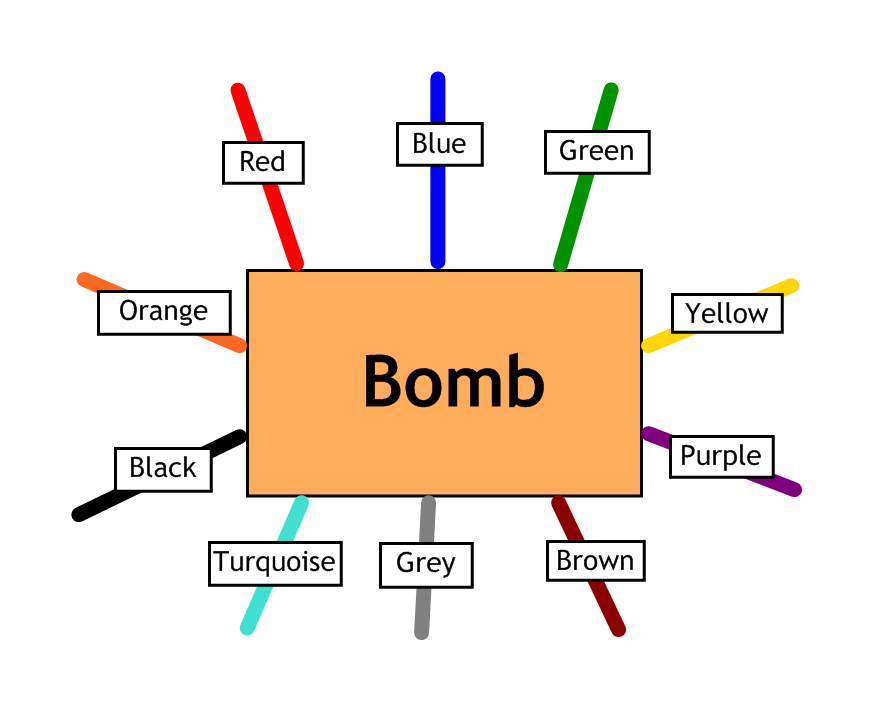 Blue
Green
Red
Orange
Yellow
Bomb
Black
Purple
Turquoise
Grey
Brown